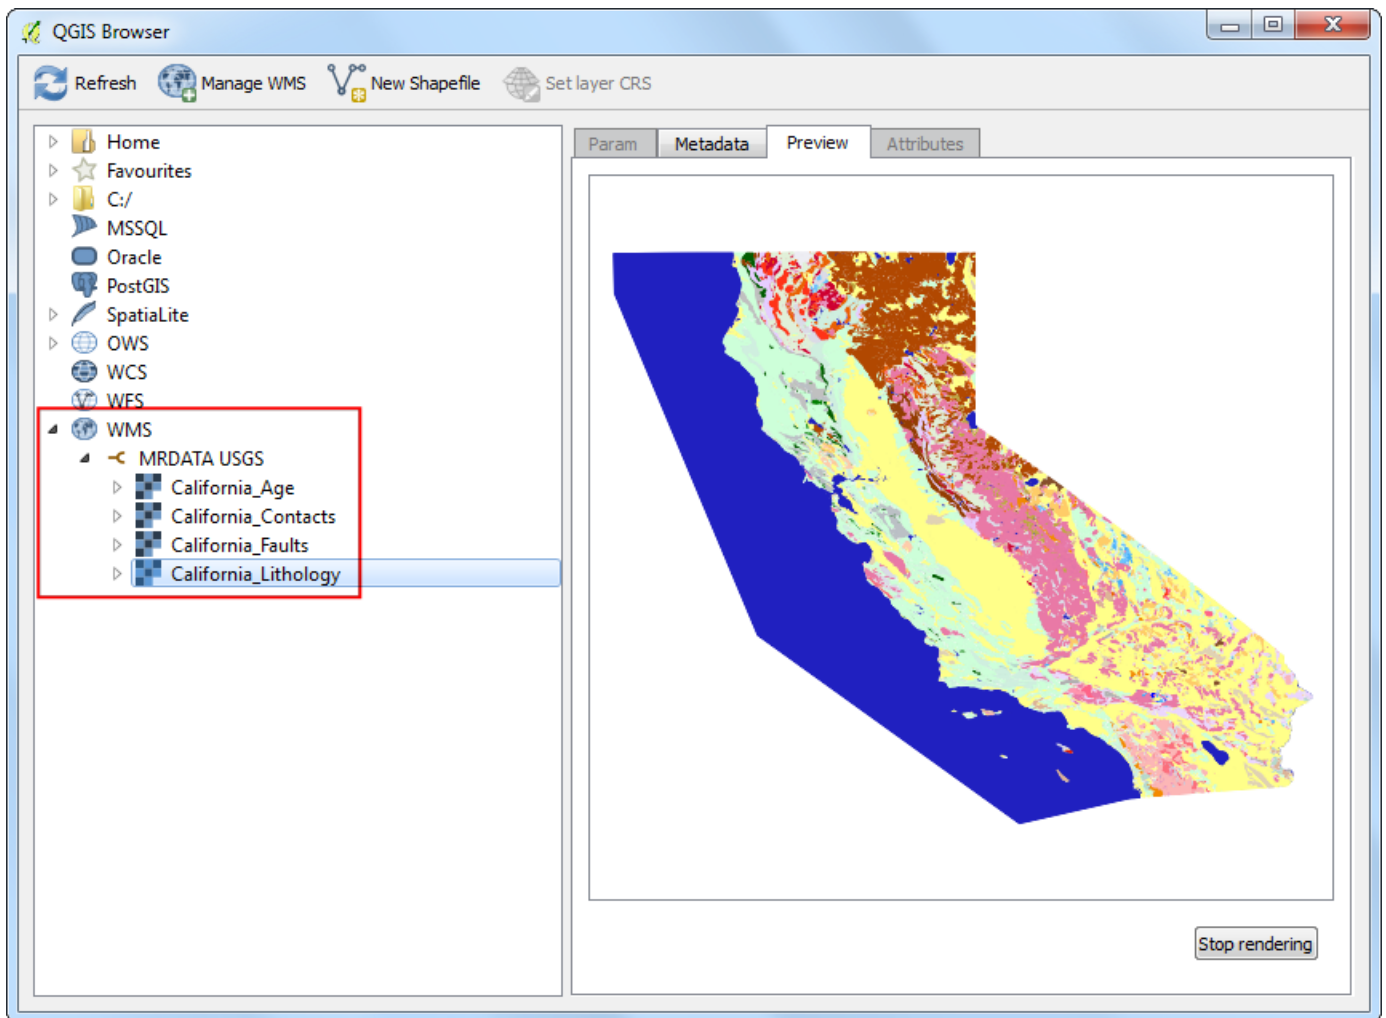 QGIS Browser
Refresh Manage WMS New Shapefile Set layer CRS
Home
Favourites
C:/
MSSQL
Oracle
PostGIS
SpatiaLite
OWS
WCS
WFS
WMS
MRDATA USGS
California_Age
California_Contacts
California_Faults
California_Lithology
Param Metadata Preview Attributes
Stop rendering